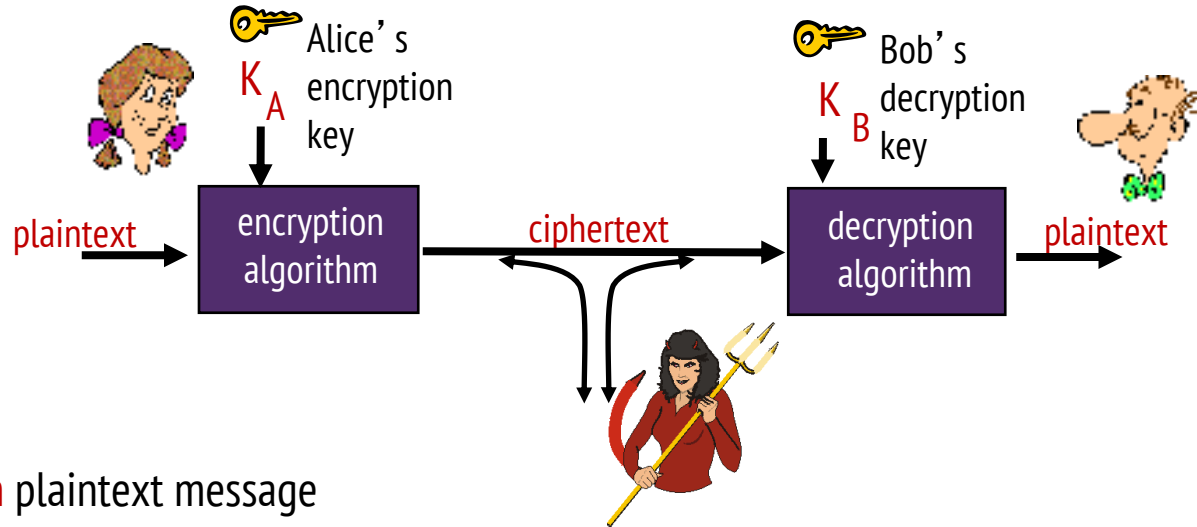 Alice’ s
encryption
key
K A
Bob’ s
decryption
key
K B
plaintext
encryption
algorithm
ciphertext
decryption
algorithm
plaintext
plaintext message